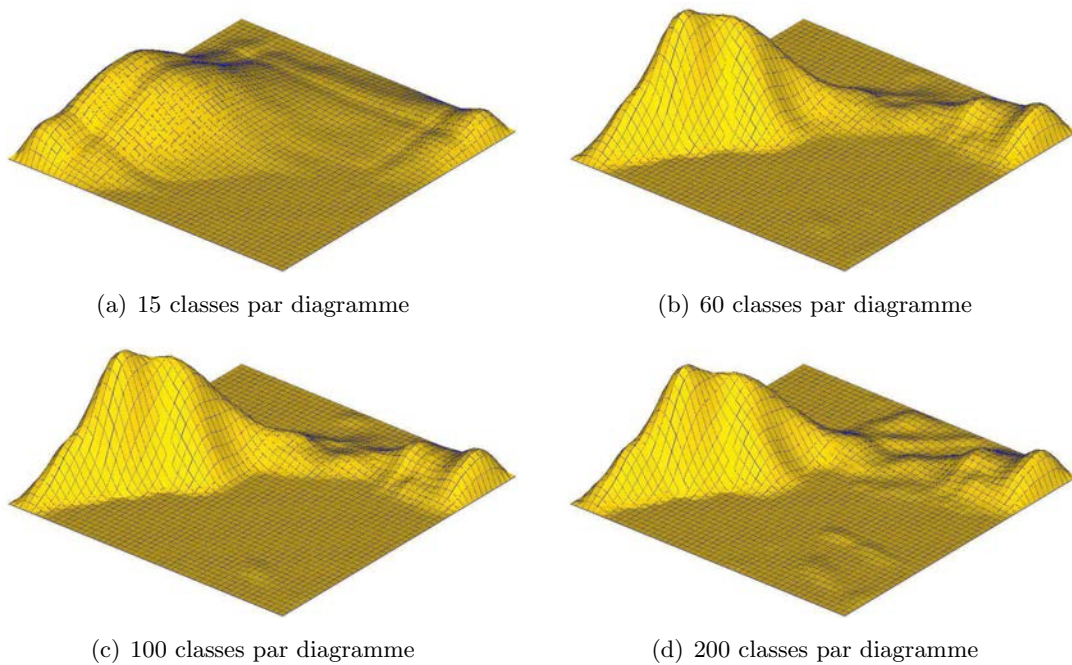 (a) 15 classes par diagramme
(b) 60 classes par diagramme
(c) 100 classes par diagramme
(d) 200 classes par diagramme